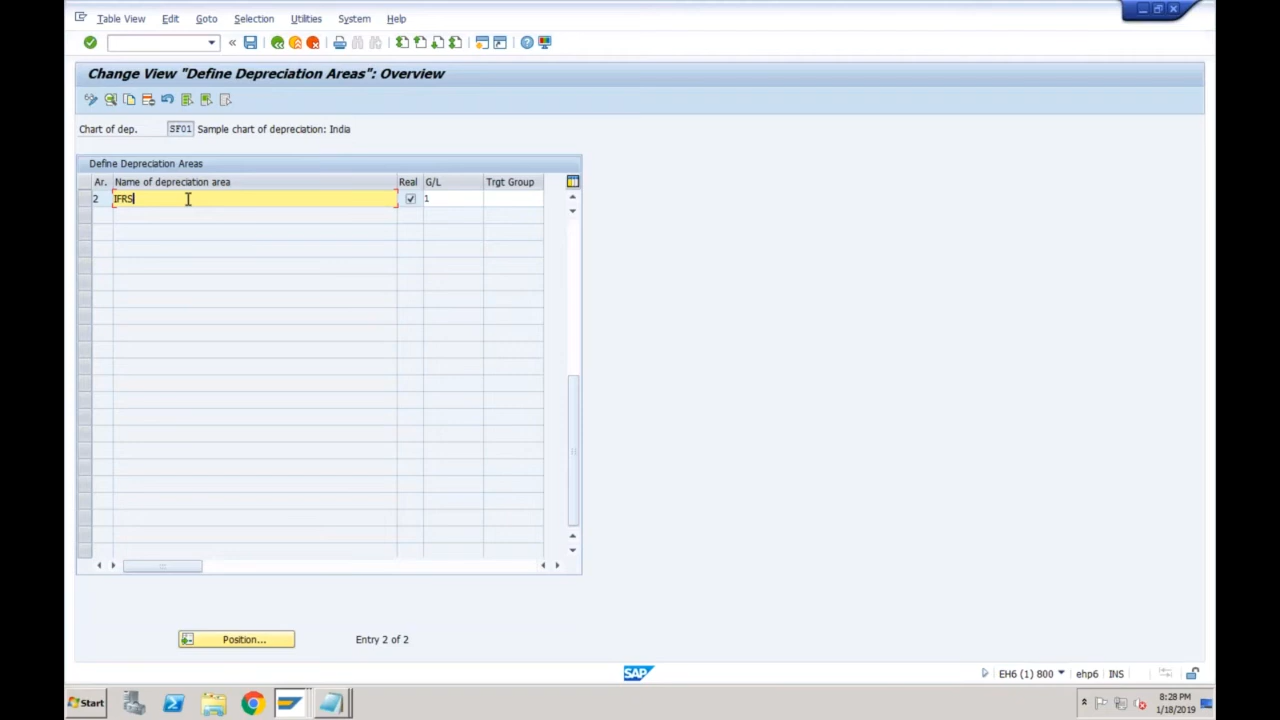 Table View Edit Goto Selection Utilities System Help
Change View "Define Depreciation Areas": Overview
Chart of dep. SF01 Sample chart of depreciation: India
Define Depreciation Areas
Ar. Name of depreciation area Real G/L Trgt Group
2 IFRS 1
Position... Entry 2 of 2
SAP EH6 (1) 800 ehp6 INS
Start 8:28 PM
1/18/2019